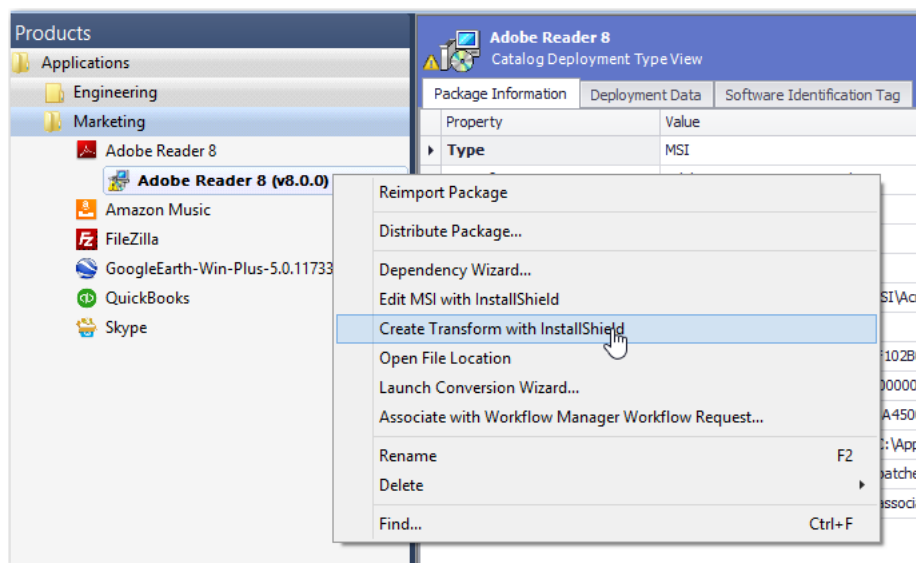 Products
Applications
Engineering
Marketing
Adobe Reader 8
Adobe Reader 8 (v8.0.0)
Amazon Music
FileZilla
GoogleEarth-Win-Plus-5.0.11733
QuickBooks
Skype
Adobe Reader 8
Catalog Deployment Type View
Package Information Deployment Data Software Identification Tag
Property Value
Type MSI
Reimport Package
Distribute Package...
Dependency Wizard...
Edit MSI with InstallShield
Create Transform with InstallShield
Open File Location
Launch Conversion Wizard...
Associate with Workflow Manager Workflow Request...
Rename F2
Delete
Find... Ctrl+F